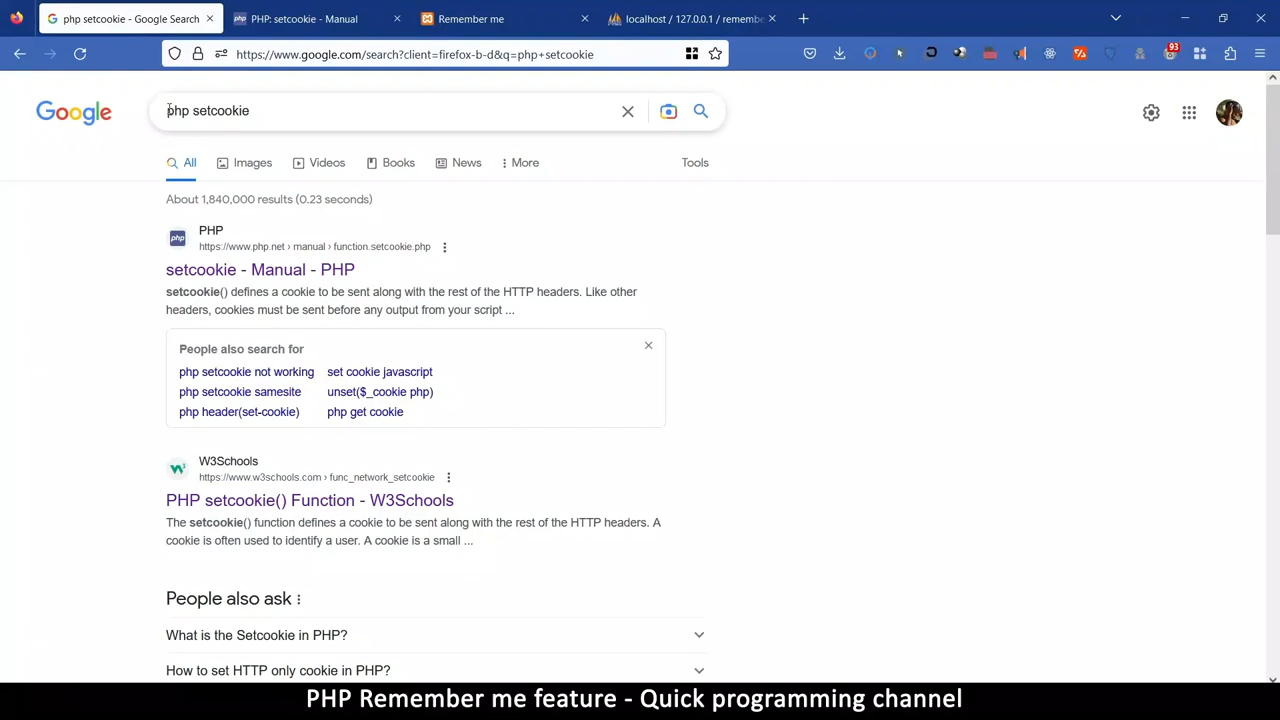 php setcookie - Google Search
PHP: setcookie - Manual
Remember me
localhost / 127.0.0.1 / rememb
https://www.google.com/search?client=firefox-b-d&q=php+setcookie
93
Google
php setcookie
All
Images
Videos
Books
News
More
Tools
About 1,840,000 results (0.23 seconds)
php
PHP
https://www.php.net › manual › function.setcookie.php
setcookie - Manual - PHP
setcookie() defines a cookie to be sent along with the rest of the HTTP headers. Like other
headers, cookies must be sent before any output from your script ...
People also search for
php setcookie not working
set cookie javascript
php setcookie samesite
unset($_cookie php)
php header(set-cookie)
php get cookie
W3Schools
https://www.w3schools.com › func_network_setcookie
PHP setcookie() Function - W3Schools
The setcookie() function defines a cookie to be sent along with the rest of the HTTP headers. A
cookie is often used to identify a user. A cookie is a small ...
People also ask
What is the Setcookie in PHP?
How to set HTTP only cookie in PHP?
PHP Remember me feature - Quick programming channel